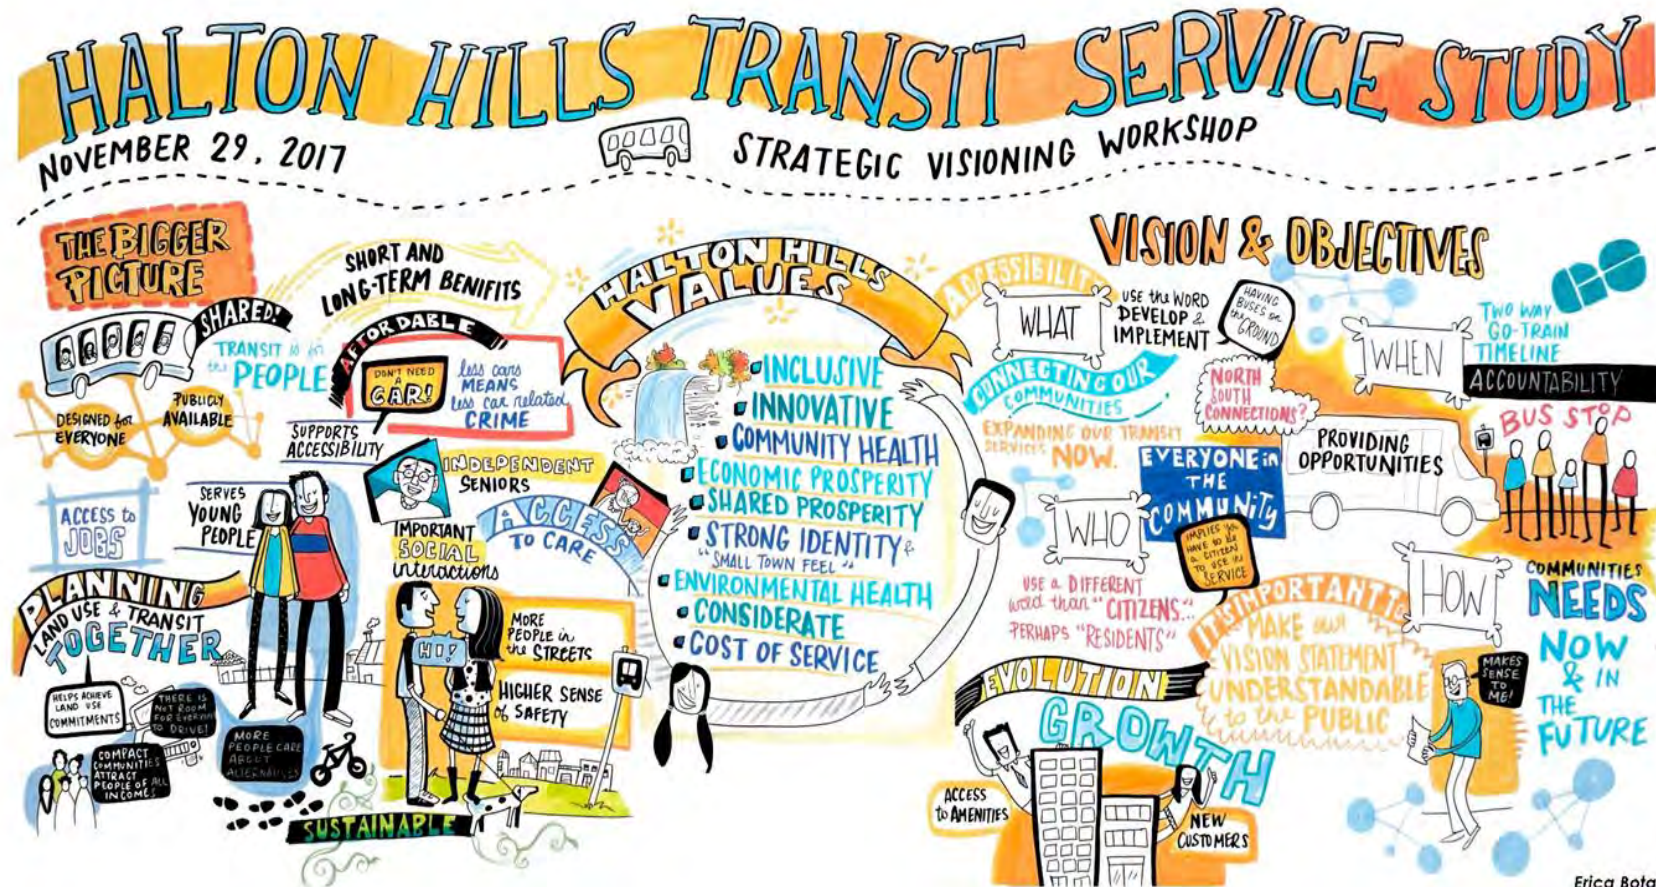 HALTON HILLS TRANSIT SERVICE STUDY
NOVEMBER 29, 2017
STRATEGIC VISIONING WORKSHOP
THE BIGGER
PICTURE
SHARED!
TRANSIT is for
the PEOPLE
DESIGNED for
EVERYONE
PUBLICLY
AVAILABLE
SHORT AND
LONG-TERM BENIFITS
AFFORDABLE
DON'T NEED
A
CAR!
less cars
MEANS
less car related
CRIME
SUPPORTS
ACCESSIBILITY
INDEPENDENT
SENIORS
ACCESS to
JOBS
SERVES
YOUNG
PEOPLE
IMPORTANT
SOCIAL
interactions
ACCESS
TO CARE
PLANNING
LAND USE & TRANSIT
TOGETHER
HELPS ACHIEVE
LAND USE
COMMITMENTS
THERE IS
NOT ROOM
FOR EVERYONE
TO DRIVE!
COMPACT
COMMUNITIES
ATTRACT
PEOPLE OF ALL
INCOMES
MORE
PEOPLE CARE
ABOUT
ALTERNATIVES
HI!
MORE
PEOPLE in
the STREETS
HIGHER SENSE
of SAFETY
SUSTAINABLE
HALTON HILLS
VALUES
INCLUSIVE
INNOVATIVE
COMMUNITY HEALTH
ECONOMIC PROSPERITY
SHARED PROSPERITY
STRONG IDENTITY &
"SMALL TOWN FEEL"
ENVIRONMENTAL HEALTH
CONSIDERATE
COST OF SERVICE
VISION & OBJECTIVES
ACCESSIBILITY
WHAT
USE the WORD
DEVELOP &
IMPLEMENT
HAVING
BUSES on
the GROUND
CONNECTING OUR
COMMUNITIES
EXPANDING OUR TRANSIT
SERVICES NOW.
NORTH
SOUTH
CONNECTIONS?
GO
WHEN
TWO WAY
GO-TRAIN
TIMELINE
ACCOUNTABILITY
BUS STOP
PROVIDING
OPPORTUNITIES
WHO
EVERYONE in
THE
COMMUNITY
IMPLIES YOU
HAVE TO BE
a CITIZEN
TO USE the
SERVICE
USE a DIFFERENT
word than "CITIZENS"..
PERHAPS "RESIDENTS"
IT'S IMPORTANT TO
MAKE our
VISION STATEMENT
UNDERSTANDABLE
to the PUBLIC
HOW
COMMUNITIES
NEEDS
NOW
& IN
THE
FUTURE
MAKES
SENSE
TO
ME!
EVOLUTION
GROWTH
ACCESS
to AMENITIES
NEW
CUSTOMERS
Erica Bota